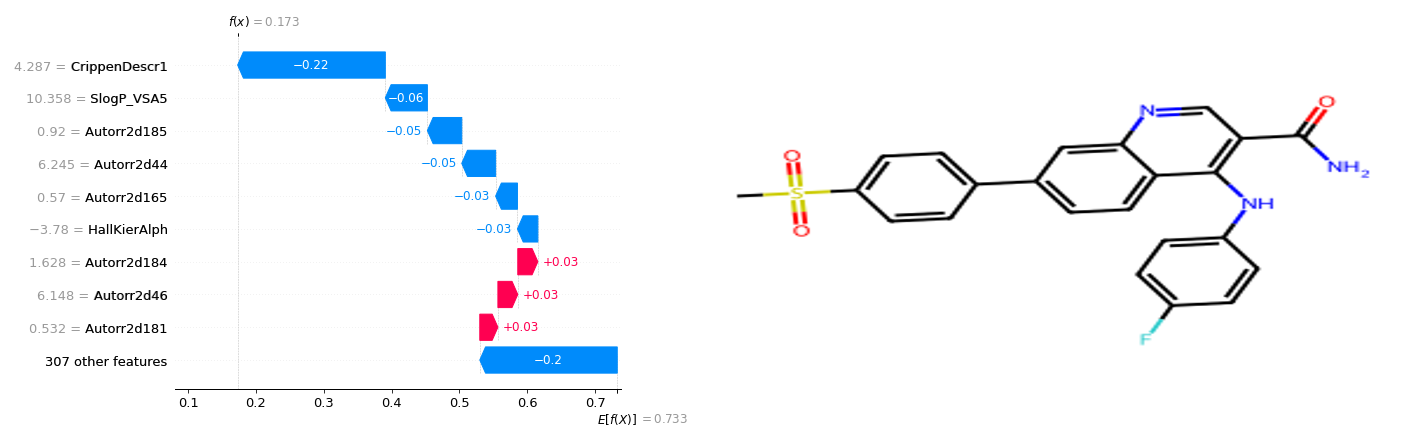 f(x) = 0.173
4.287 = CrippenDescr1
−0.22
10.358 = SlogP_VSA5
−0.06
0.92 = Autorr2d185
−0.05
6.245 = Autorr2d44
−0.05
0.57 = Autorr2d165
−0.03
−3.78 = HallKierAlph
−0.03
1.628 = Autorr2d184
+0.03
6.148 = Autorr2d46
+0.03
0.532 = Autorr2d181
+0.03
307 other features
−0.2
0.1 0.2 0.3 0.4 0.5 0.6 0.7
E[f(X)] = 0.733
N
O
NH2
NH
O
S
O
F